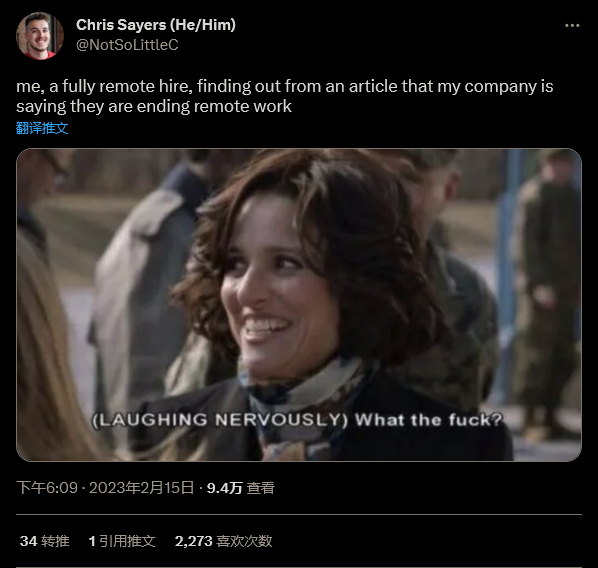 Chris Sayers (He/Him)
@NotSoLittleC
me, a fully remote hire, finding out from an article that my company is
saying they are ending remote work
翻译推文
(LAUGHING NERVOUSLY) What the fuck?
下午6:09 · 2023年2月15日 · 9.4万 查看
34 转推 1 引用推文 2,273 喜欢次数